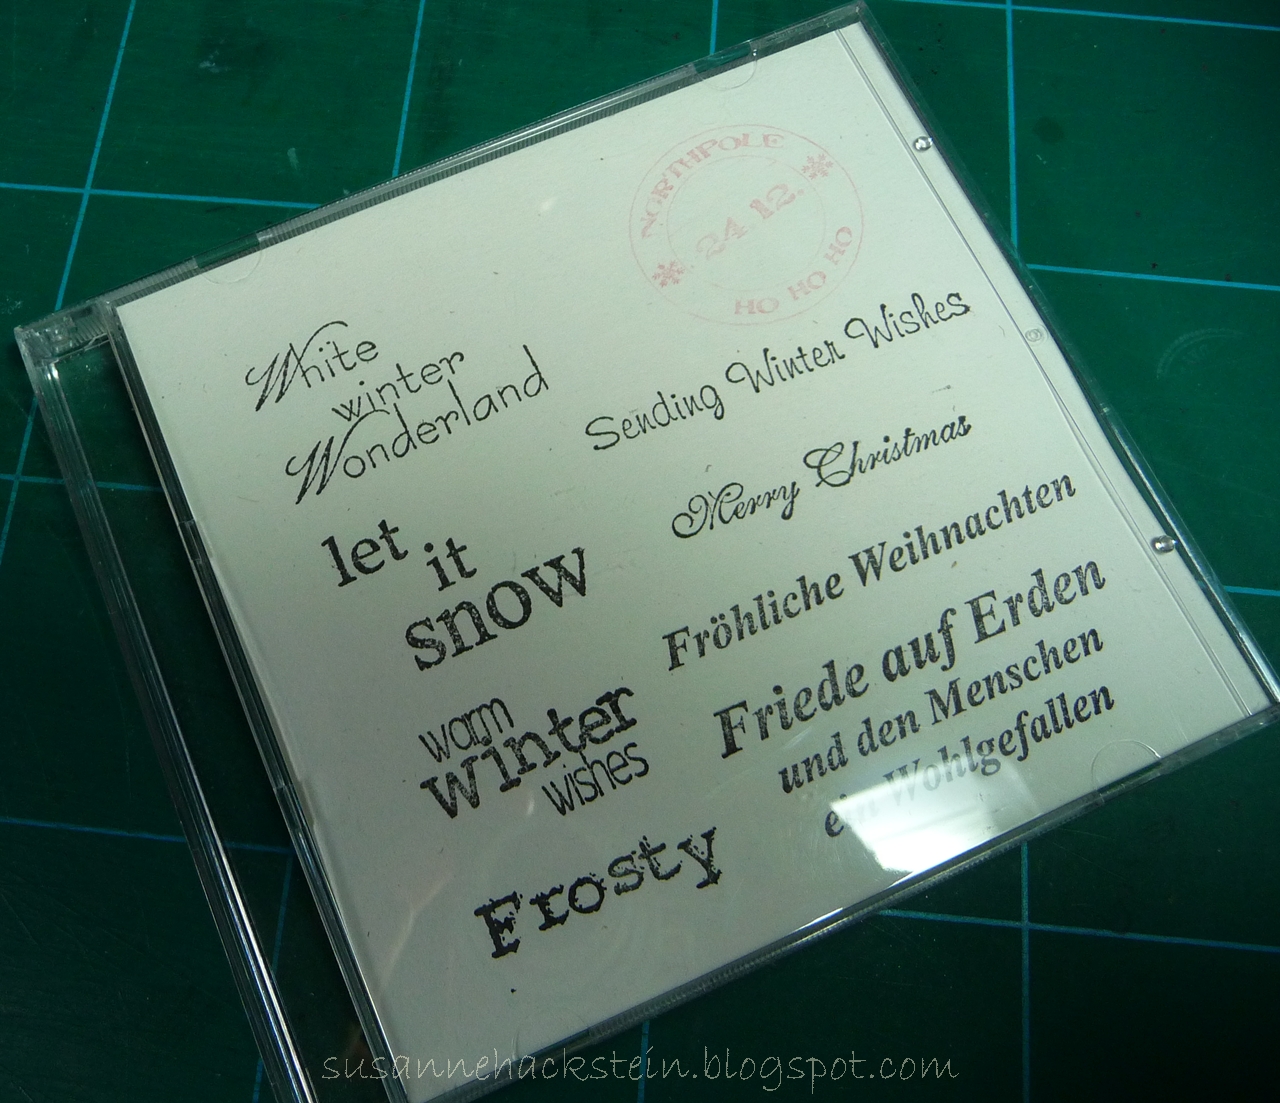 NORTHPOLE
24 12.
HO HO HO
White
winter
Wonderland
Sending Winter Wishes
Merry Christmas
let
it
snow
Fröhliche Weihnachten
Friede auf Erden
und den Menschen
ein Wohlgefallen
warm
winter
wishes
Frosty
susannehackstein.blogspot.com